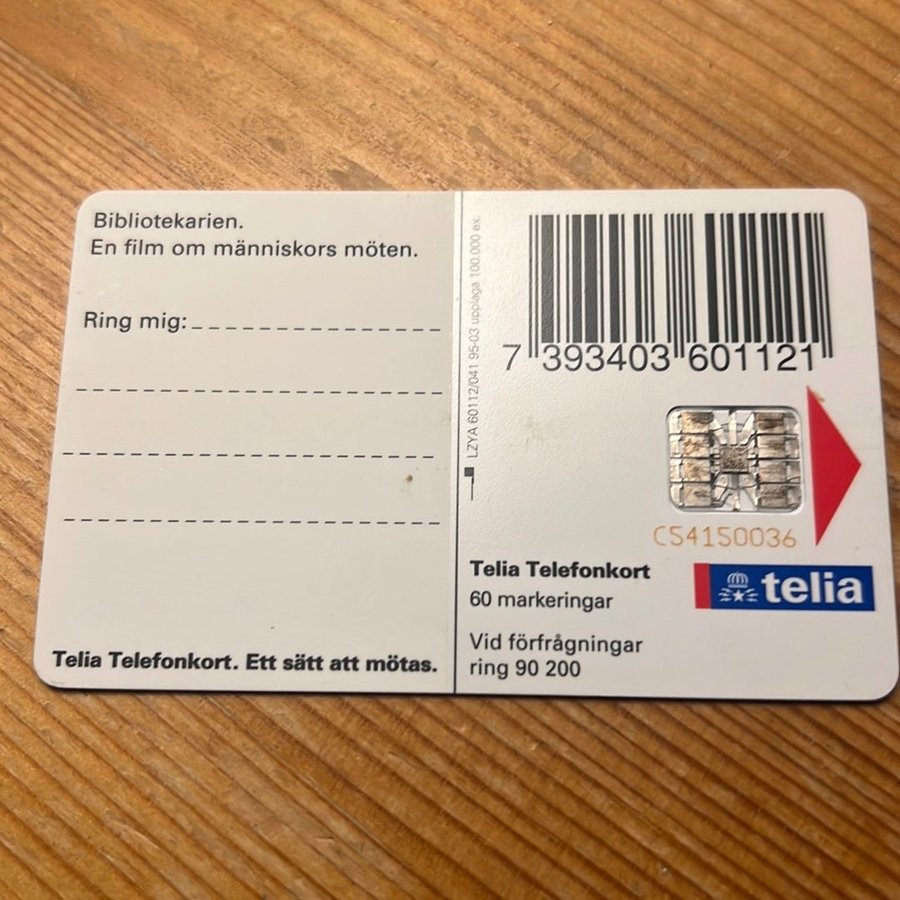 Bibliotekarien.
En film om människors möten.
Ring mig:
Telia Telefonkort. Ett sätt att mötas.
LZYA 60112/041 95-03 upplaga 100.000 ex.
7 393403 601121
C54150036
Telia Telefonkort
60 markeringar
telia
Vid förfrågningar
ring 90 200